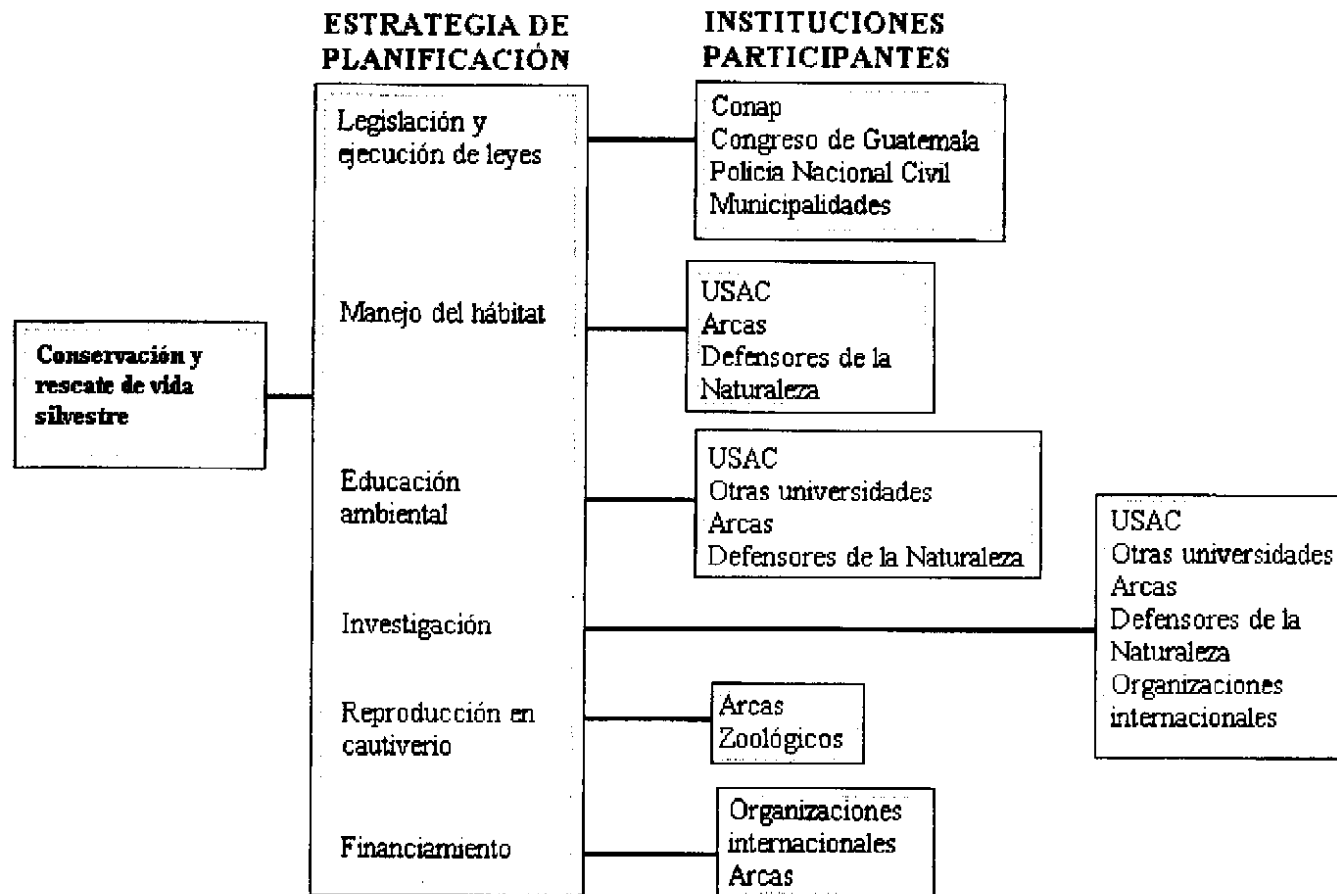 ESTRATEGIA DE
PLANIFICACIÓN
INSTITUCIONES
PARTICIPANTES
Conservación y
rescate de vida
silvestre
Legislación y
ejecución de leyes
Conap
Congreso de Guatemala
Policia Nacional Civil
Municipalidades
Manejo del hábitat
USAC
Arcas
Defensores de la
Naturaleza
Educación
ambiental
USAC
Otras universidades
Arcas
Defensores de la Naturaleza
Investigación
USAC
Otras universidades
Arcas
Defensores de la
Naturaleza
Organizaciones
internacionales
Reproducción en
cautiverio
Arcas
Zoológicos
Financiamiento
Organizaciones
internacionales
Arcas